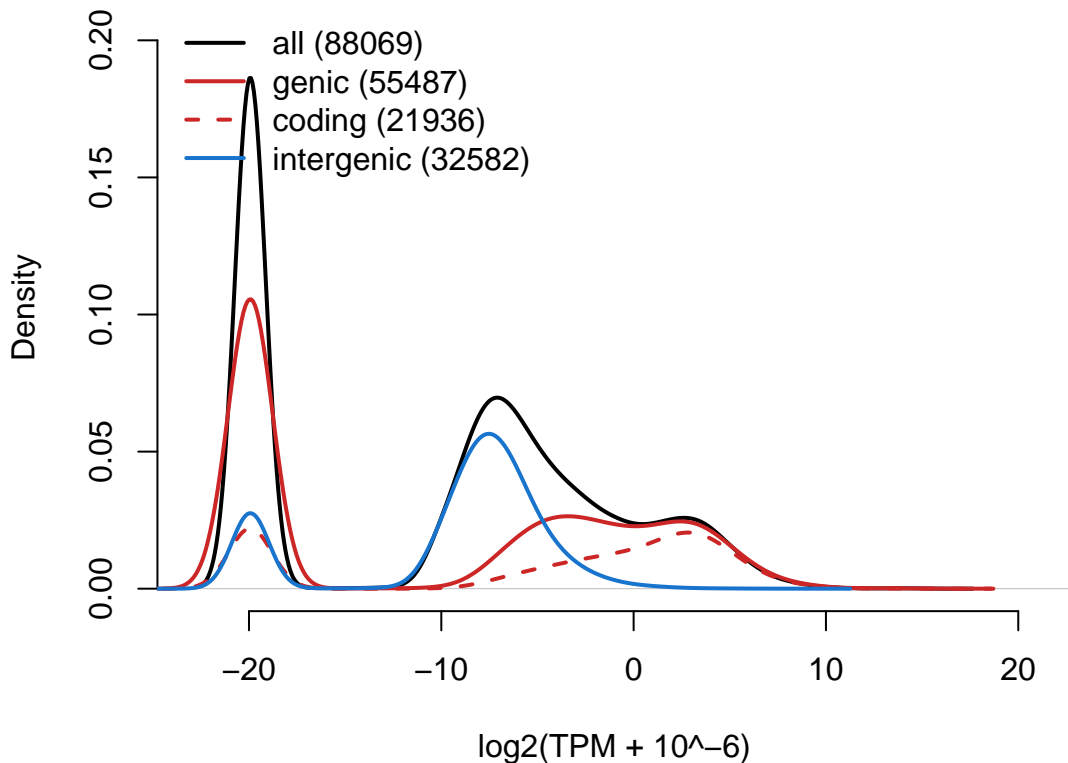 all (88069)
genic (55487)
coding (21936)
intergenic (32582)
Density
0.20
0.15
0.10
0.05
0.00
−20
−10
0
10
20
log2(TPM + 10^−6)